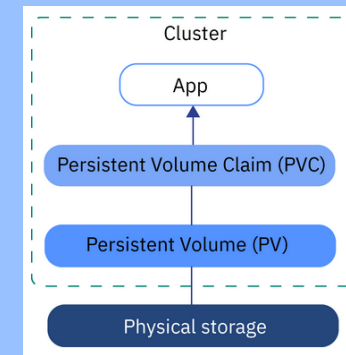 Cluster
App
Persistent Volume Claim (PVC)
Persistent Volume (PV)
Physical storage